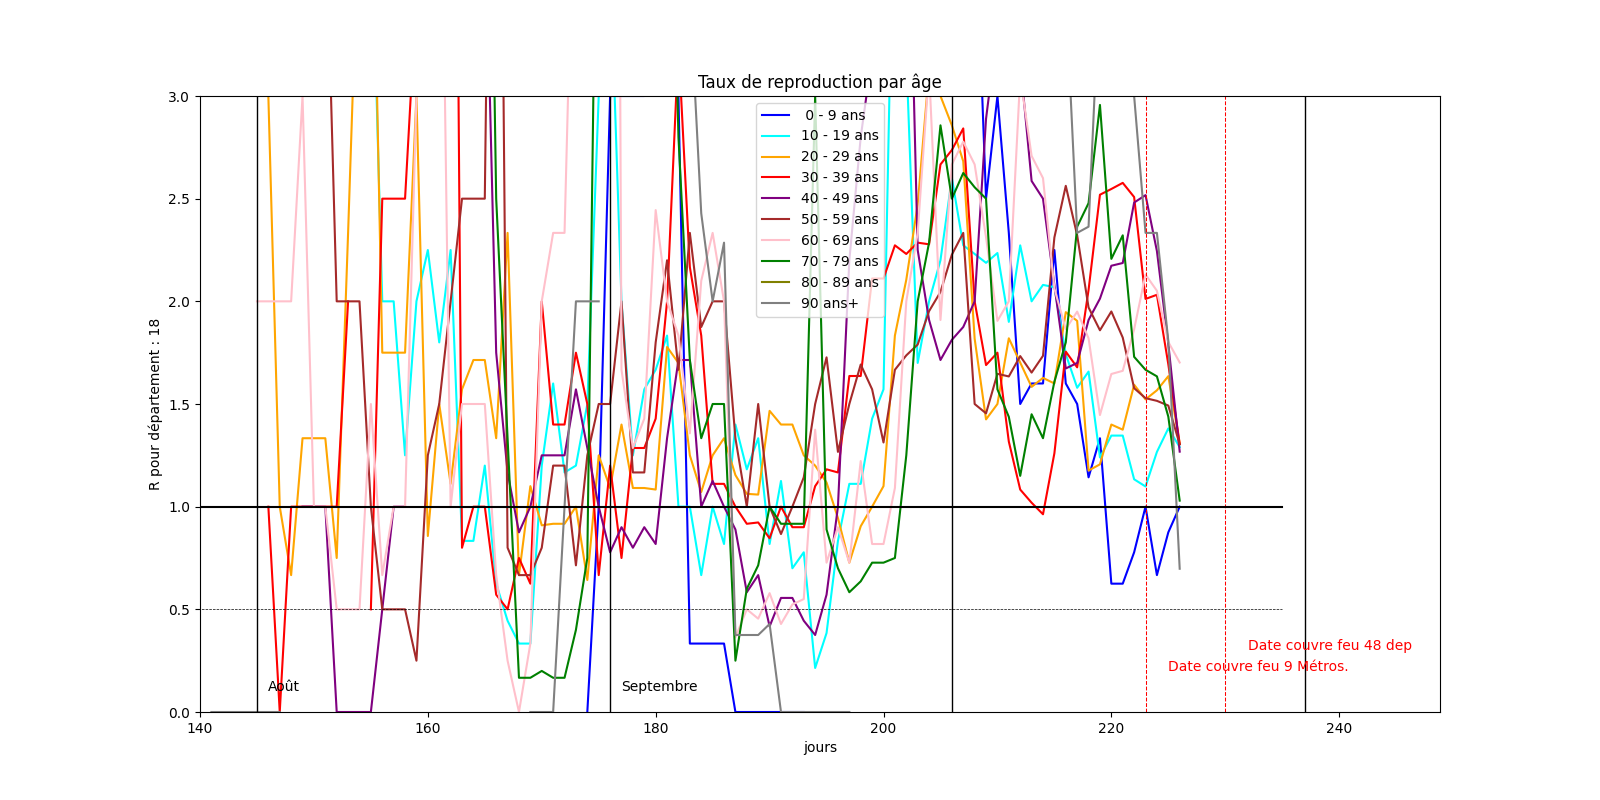 Taux de reproduction par âge
R pour département : 18
3.0
2.5
2.0
1.5
1.0
0.5
0.0
0 - 9 ans
10 - 19 ans
20 - 29 ans
30 - 39 ans
40 - 49 ans
50 - 59 ans
60 - 69 ans
70 - 79 ans
80 - 89 ans
90 ans+
Date couvre feu 48 dep
Date couvre feu 9 Métros.
Août
Septembre
140
160
180
200
220
240
jours